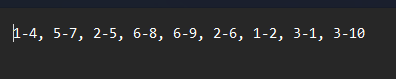 1-4, 5-7, 2-5, 6-8, 6-9, 2-6, 1-2, 3-1, 3-10